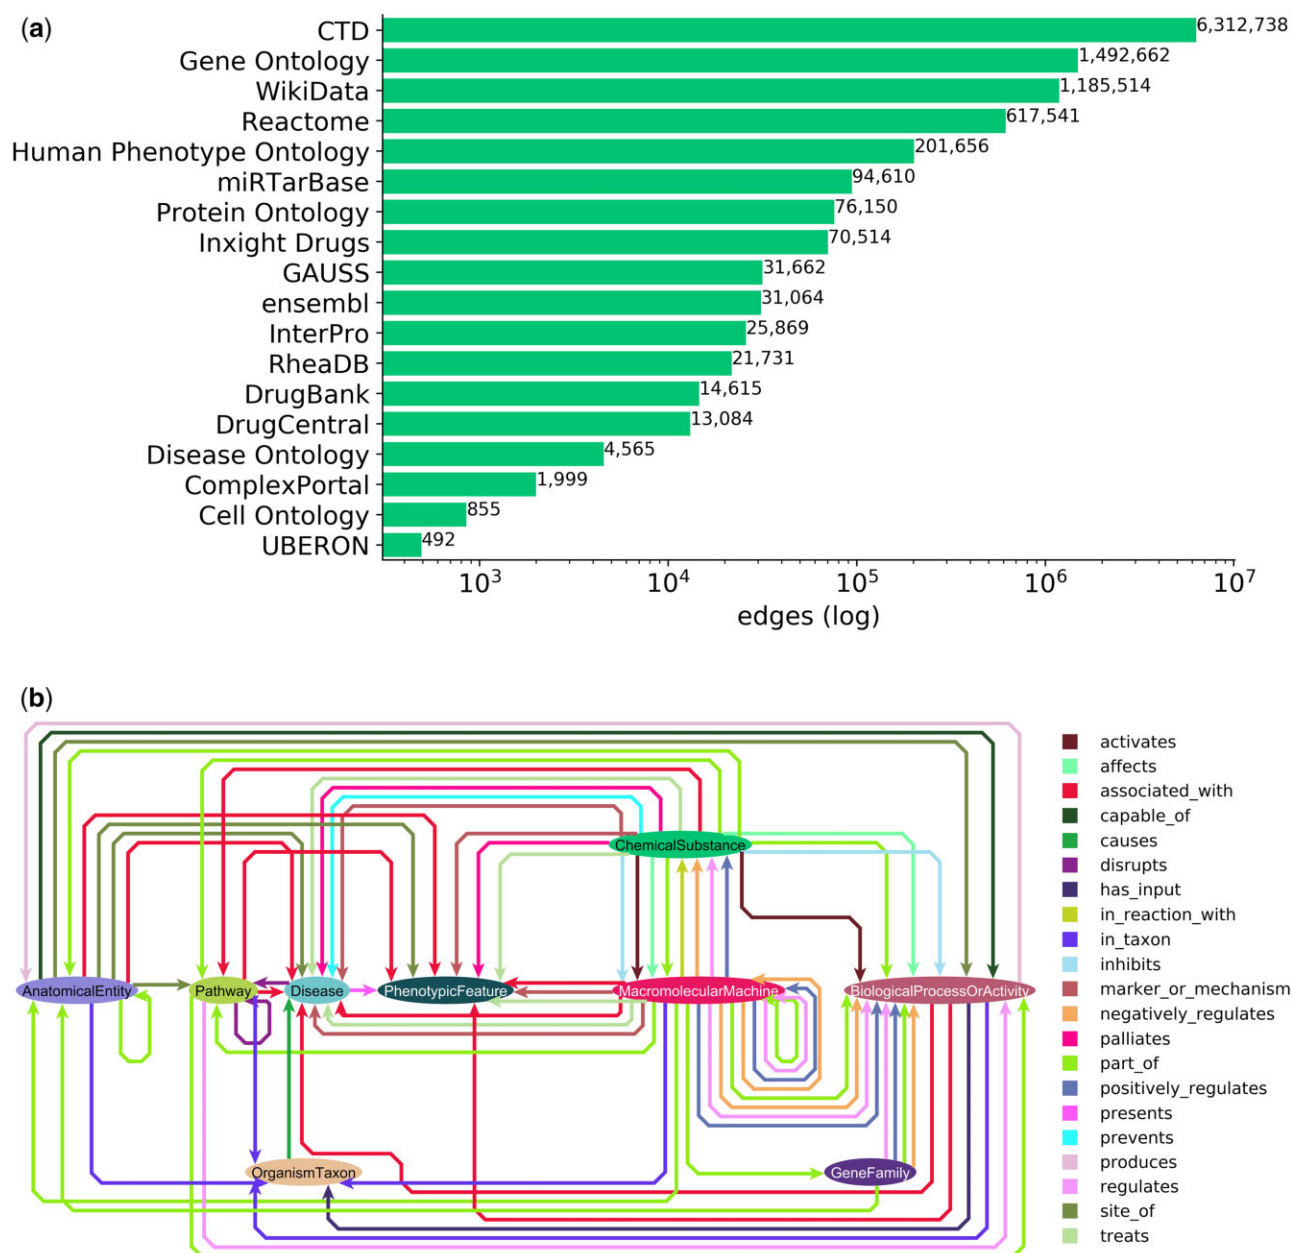 (a)
CTD 6,312,738
Gene Ontology 1,492,662
WikiData 1,185,514
Reactome 617,541
Human Phenotype Ontology 201,656
miRTarBase 94,610
Protein Ontology 76,150
Inxight Drugs 70,514
GAUSS 31,662
ensembl 31,064
InterPro 25,869
RheaDB 21,731
DrugBank 14,615
DrugCentral 13,084
Disease Ontology 4,565
ComplexPortal 1,999
Cell Ontology 855
UBERON 492
10³ 10⁴ 10⁵ 10⁶ 10⁷
edges (log)
(b)
ChemicalSubstance
AnatomicalEntity Pathway Disease PhenotypicFeature MacromolecularMachine BiologicalProcessOrActivity
OrganismTaxon GeneFamily
activates
affects
associated_with
capable_of
causes
disrupts
has_input
in_reaction_with
in_taxon
inhibits
marker_or_mechanism
negatively_regulates
palliates
part_of
positively_regulates
presents
prevents
produces
regulates
site_of
treats